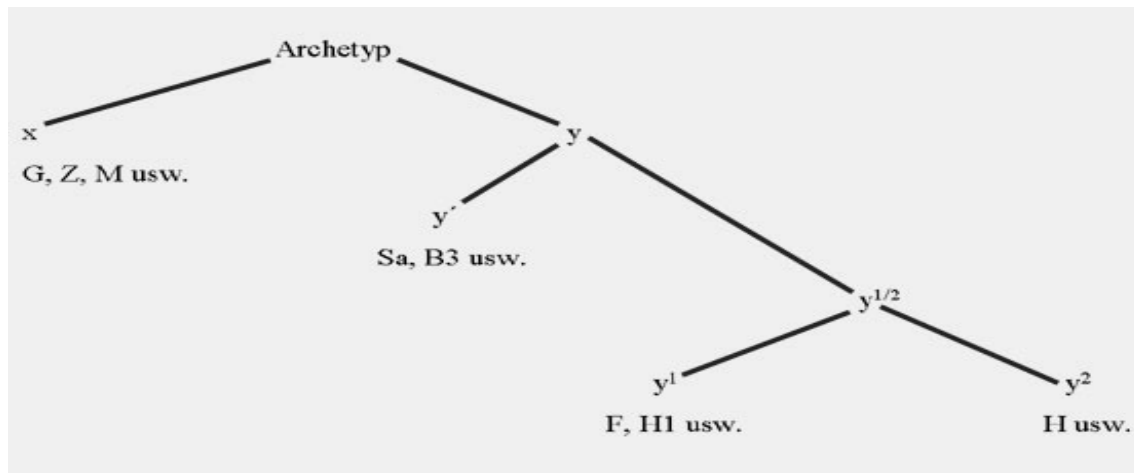 Archetyp
x
y
G, Z, M usw.
y´
Sa, B3 usw.
y¹/²
y¹
y²
F, H1 usw.
H usw.